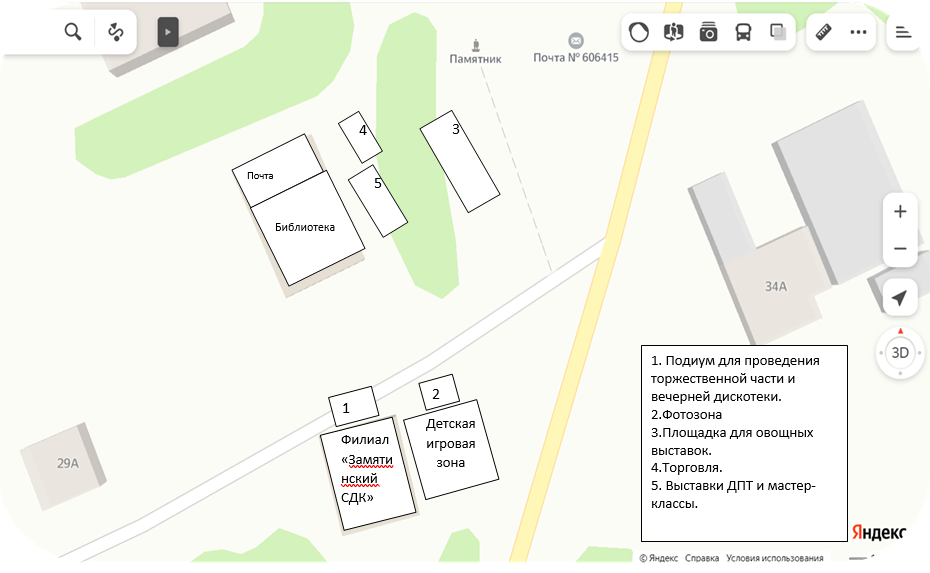 Памятник
Почта № 606415
4
3
Почта
5
Библиотека
34А
3D
1. Подиум для проведения
торжественной части и
вечерней дискотеки.
2.Фотозона
3.Площадка для овощных
выставок.
4.Торговля.
5. Выставки ДПТ и мастер-
классы.
1
2
Филиал
«Замяти
нский
СДК»
Детская
игровая
зона
29А
Яндекс
© Яндекс Справка Условия использования